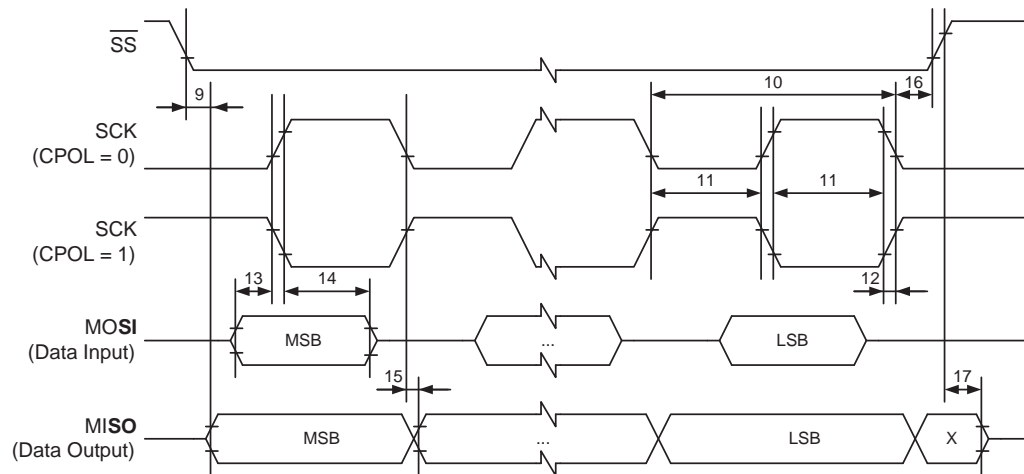 SS
9
10
16
SCK
(CPOL = 0)
11
11
SCK
(CPOL = 1)
13
14
12
MOSI
(Data Input)
MSB
...
LSB
15
17
MISO
(Data Output)
MSB
...
LSB
X